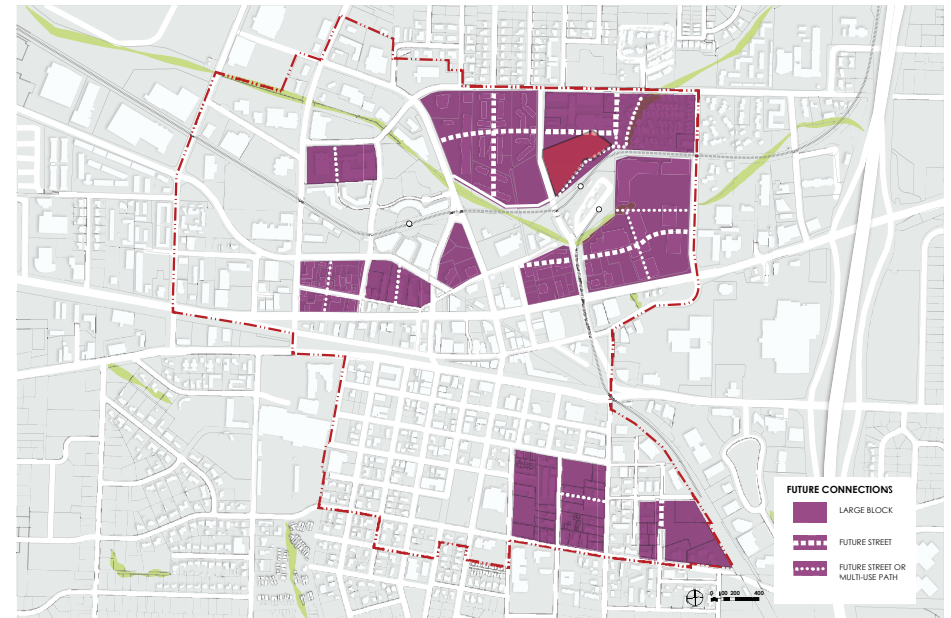 FUTURE CONNECTIONS
LARGE BLOCK
FUTURE STREET
FUTURE STREET OR
MULTI-USE PATH
0 100 200 400